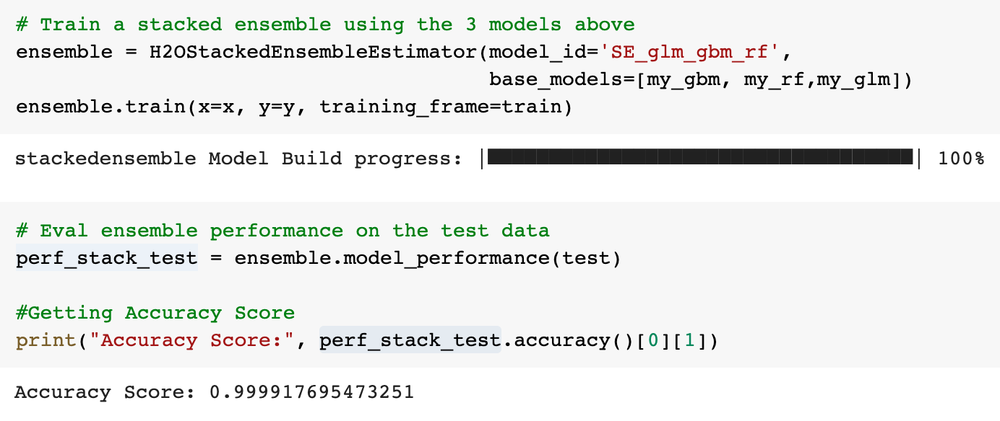 # Train a stacked ensemble using the 3 models above
ensemble = H2OStackedEnsembleEstimator(model_id='SE_glm_gbm_rf',
base_models=[my_gbm, my_rf,my_glm])
ensemble.train(x=x, y=y, training_frame=train)
stackedensemble Model Build progress: |███████████████████████████████████| 100%
# Eval ensemble performance on the test data
perf_stack_test = ensemble.model_performance(test)
#Getting Accuracy Score
print("Accuracy Score:", perf_stack_test.accuracy()[0][1])
Accuracy Score: 0.999917695473251